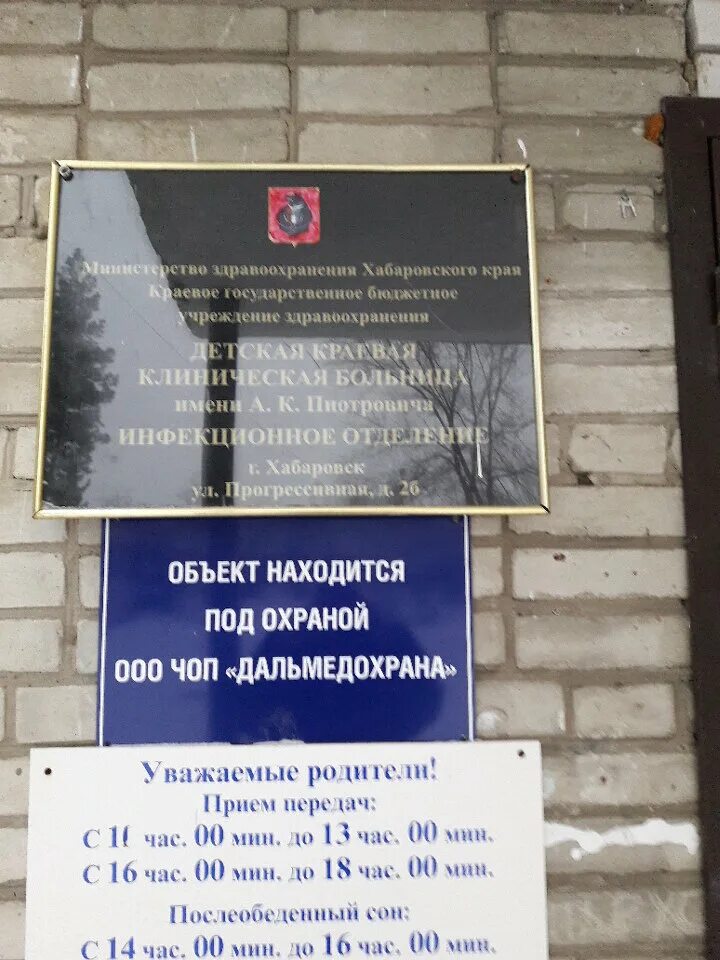 Министерство здравоохранения Хабаровского края
Краевое государственное бюджетное
учреждение здравоохранения
ДЕТСКАЯ КРАЕВАЯ
КЛИНИЧЕСКАЯ БОЛЬНИЦА
имени А. К. Пиотровича
ИНФЕКЦИОННОЕ ОТДЕЛЕНИЕ
г. Хабаровск
ул. Прогрессивная, д. 2б
ОБЪЕКТ НАХОДИТСЯ
ПОД ОХРАНОЙ
ООО ЧОП «ДАЛЬМЕДОХРАНА»
Уважаемые родители!
Прием передач:
С час. 00 мин. до 13 час. 00 мин.
С 16 час. 00 мин. до 18 час. 00 мин.
Послеобеденный сон:
С 14 час. 00 мин. до 16 час. 00 мин.